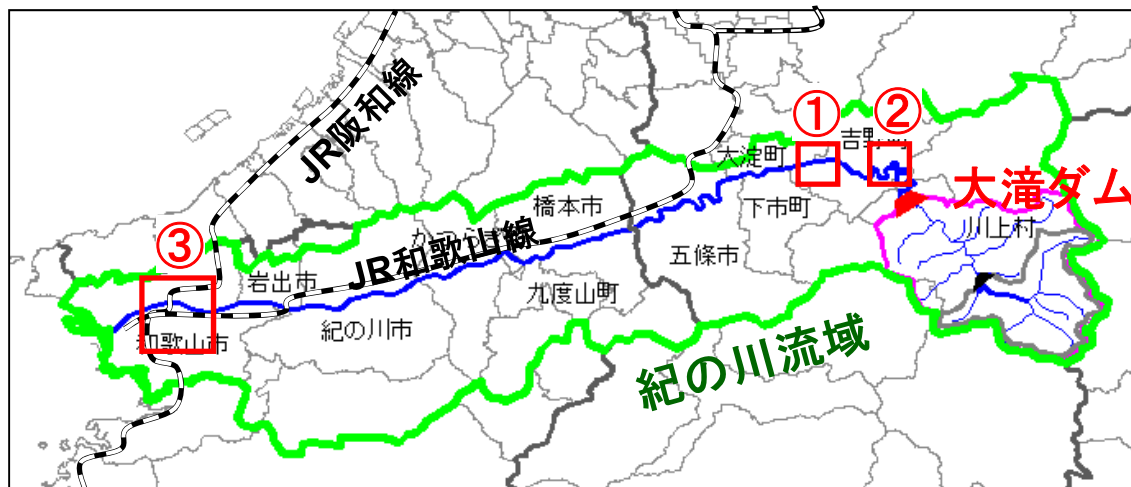 JR阪和線
①
②
吉野町
大淀町
大滝ダム
下市町
川上村
橋本市
JR和歌山線
五條市
③
岩出市
九度山町
紀の川市
和歌山市
紀の川流域